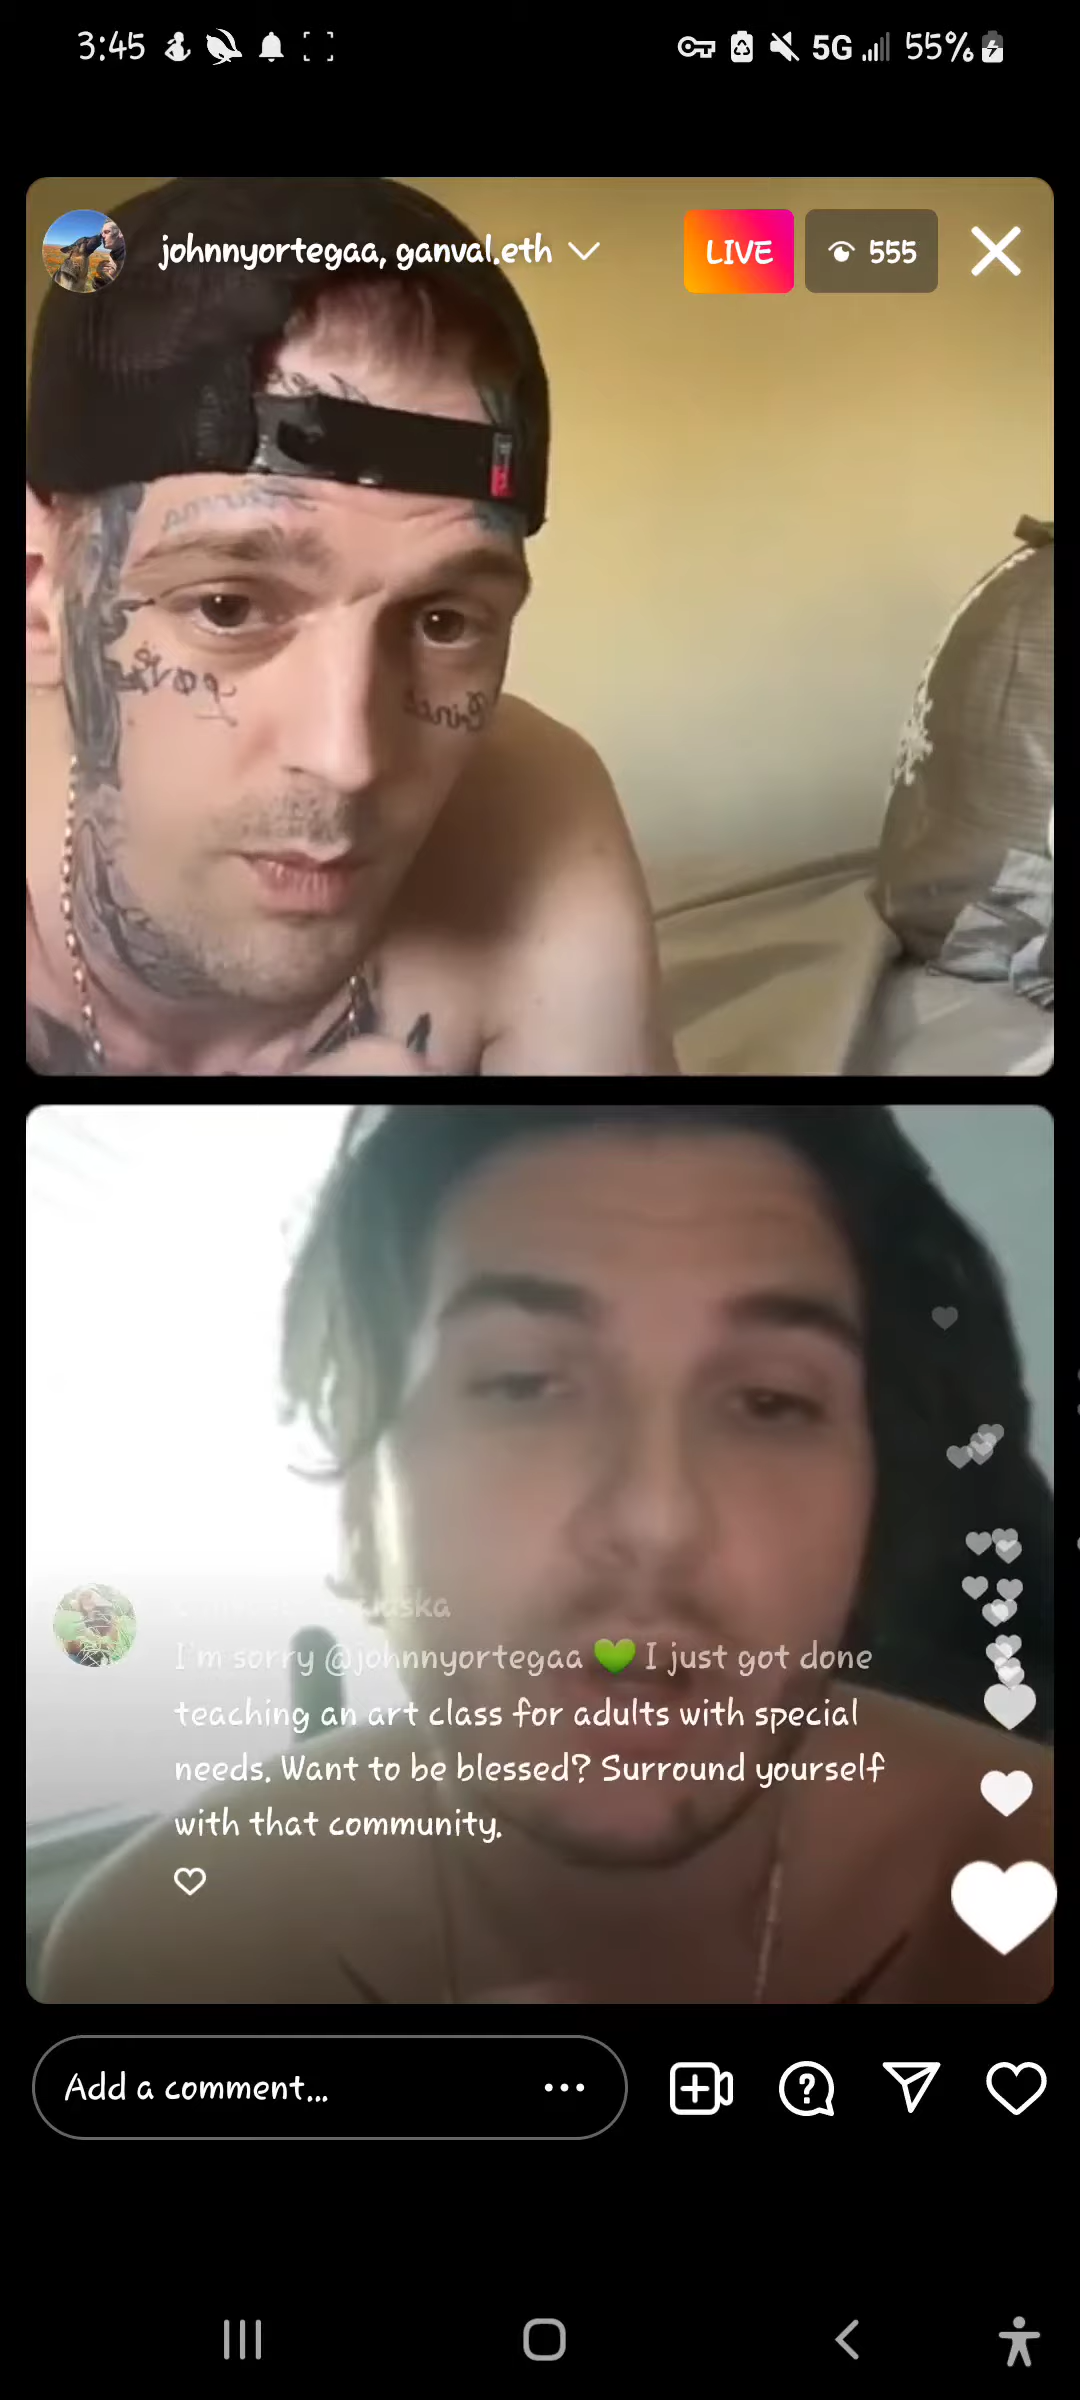 3:45 5G 55%
johnnyortegaa, ganval.eth LIVE 555
Love
I'm sorry @johnnyortegaa 💚 I just got done
teaching an art class for adults with special
needs. Want to be blessed? Surround yourself
with that community.
Add a comment...